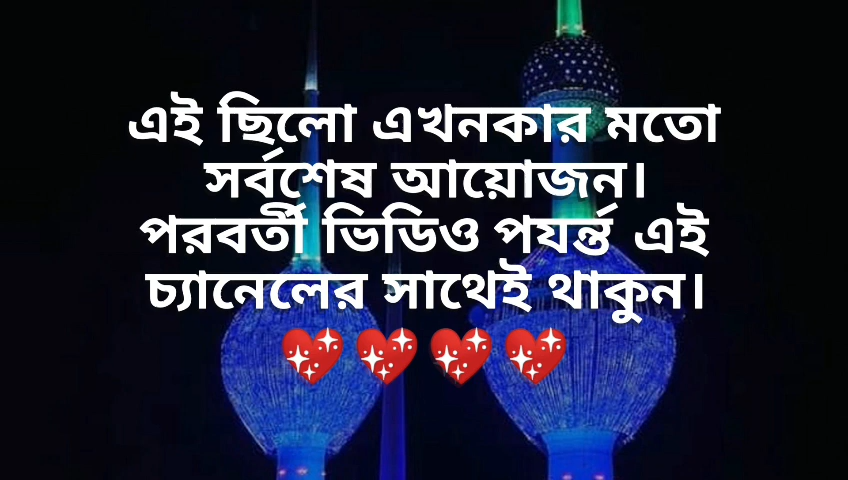 এই ছিলো এখনকার মতো
সর্বশেষ আয়োজন।
পরবর্তী ভিডিও পযর্ন্ত এই
চ্যানেলের সাথেই থাকুন।
💖💖💖💖